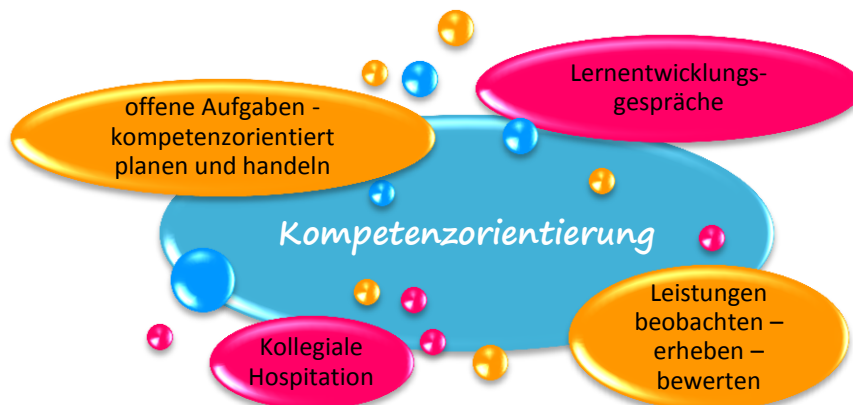 offene Aufgaben -
kompetenzorientiert
planen und handeln
Lernentwicklungs-
gespräche
Kompetenzorientierung
Kollegiale
Hospitation
Leistungen
beobachten –
erheben –
bewerten